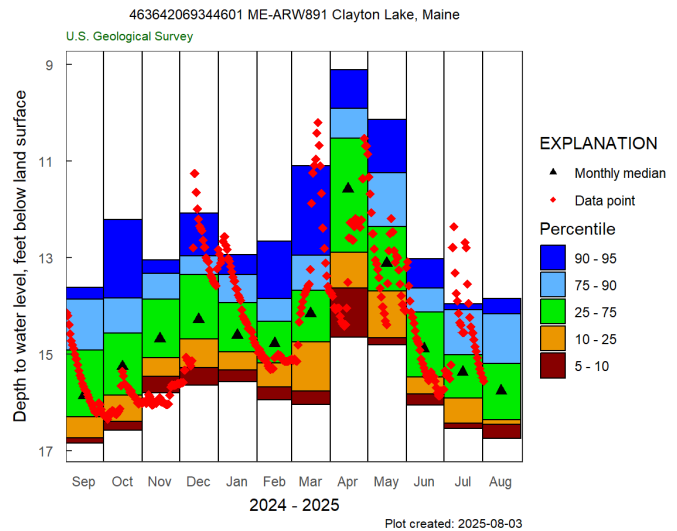 463642069344601 ME-ARW891 Clayton Lake, Maine
U.S. Geological Survey
Depth to water level, feet below land surface
9
11
13
15
17
Sep Oct Nov Dec Jan Feb Mar Apr May Jun Jul Aug
2024 - 2025
EXPLANATION
Monthly median
Data point
Percentile
90 - 95
75 - 90
25 - 75
10 - 25
5 - 10
Plot created: 2025-08-03